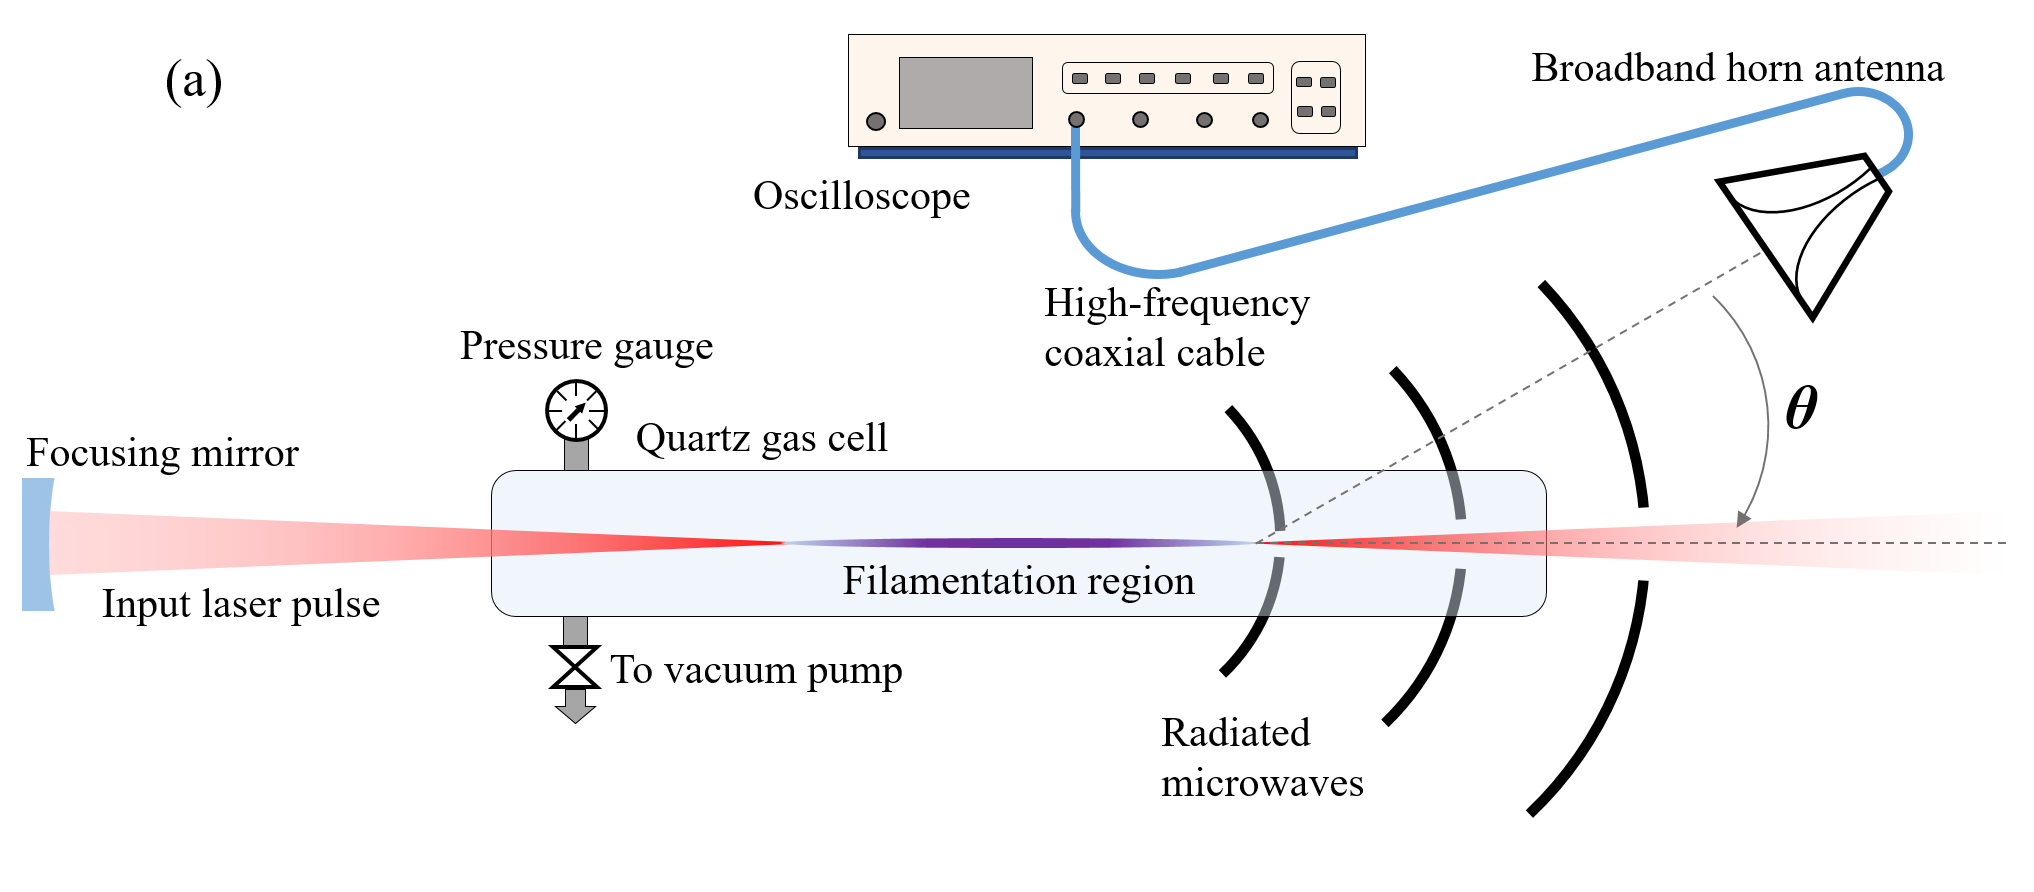 (a)
Broadband horn antenna
Oscilloscope
High-frequency
coaxial cable
Pressure gauge
θ
Quartz gas cell
Focusing mirror
Filamentation region
Input laser pulse
To vacuum pump
Radiated
microwaves